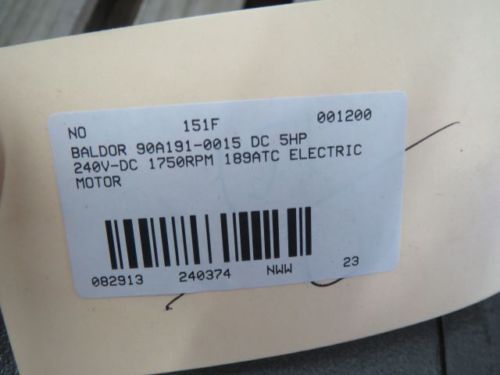 NO 151F 001200
BALDOR 90A191-0015 DC 5HP
240V-DC 1750RPM 189ATC ELECTRIC
MOTOR
082913 240374 NWW 23